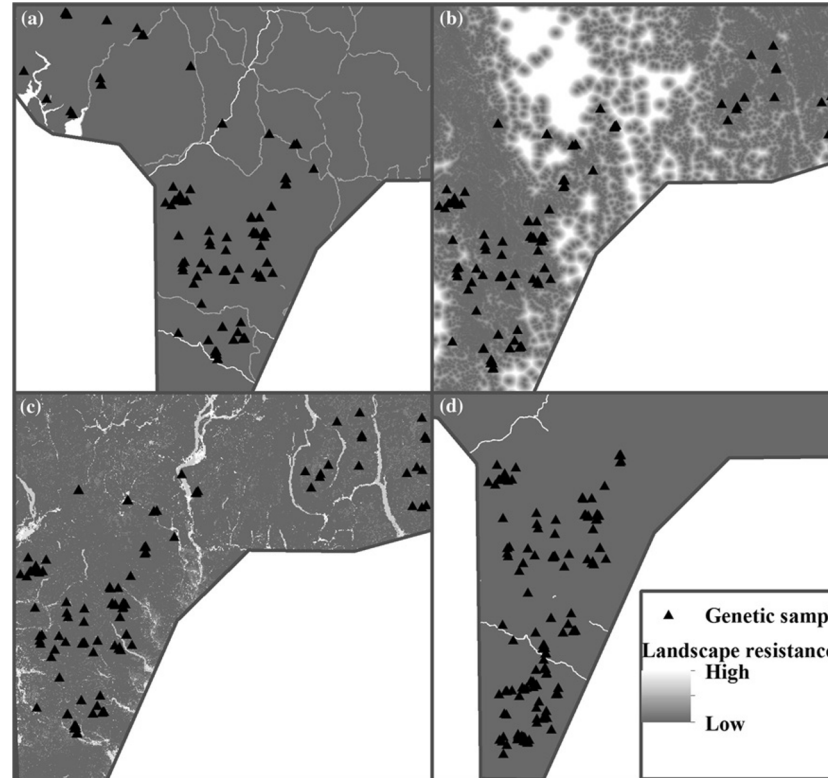 (a)
(b)
(c)
(d)
Genetic samp
Landscape resistance
High
Low